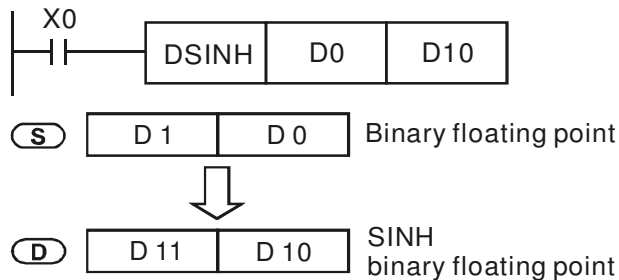 X0
DSINH D0 D10
S D 1 D 0 Binary floating point
D D 11 D 10 SINH
binary floating point